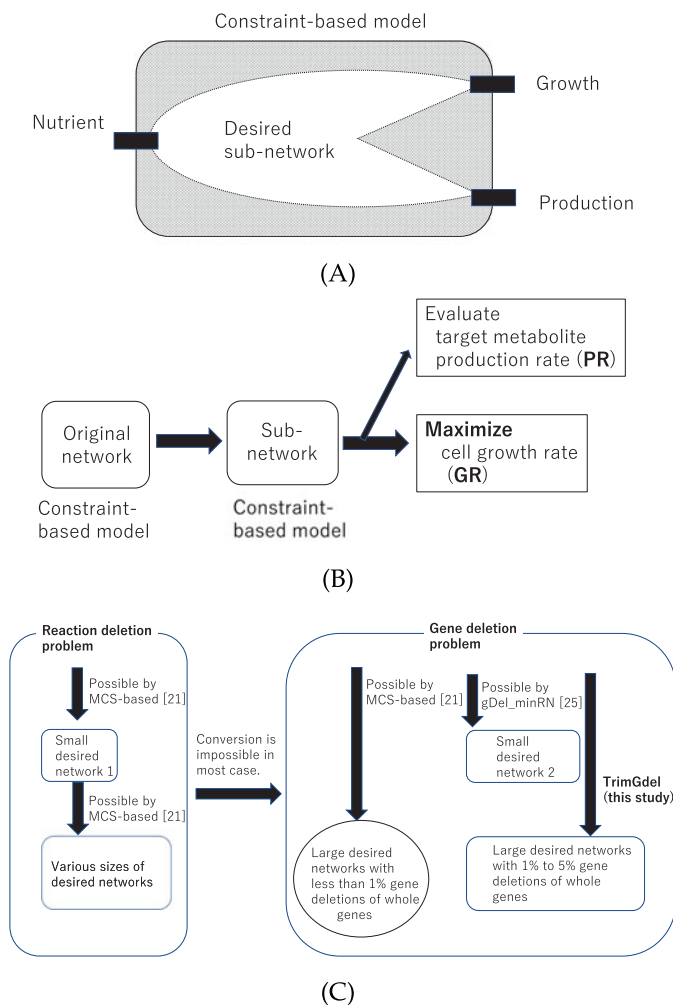 Constraint-based model
Nutrient
Desired
sub-network
Growth
Production
(A)
Original
network
Constraint-
based model
Sub-
network
Constraint-
based model
Evaluate
target metabolite
production rate (PR)
Maximize
cell growth rate
(GR)
(B)
Reaction deletion
problem
Possible by
MCS-based [21]
Small
desired
network 1
Possible by
MCS-based [21]
Various sizes of
desired networks
Conversion is
impossible in
most case.
Gene deletion
problem
Possible by
MCS-based [21]
Large desired
networks with
less than 1% gene
deletions of whole
genes
Possible by
gDel_minRN [25]
Small
desired
network 2
TrimGdel
(this study)
Large desired networks
with 1% to 5% gene
deletions of whole
genes
(C)